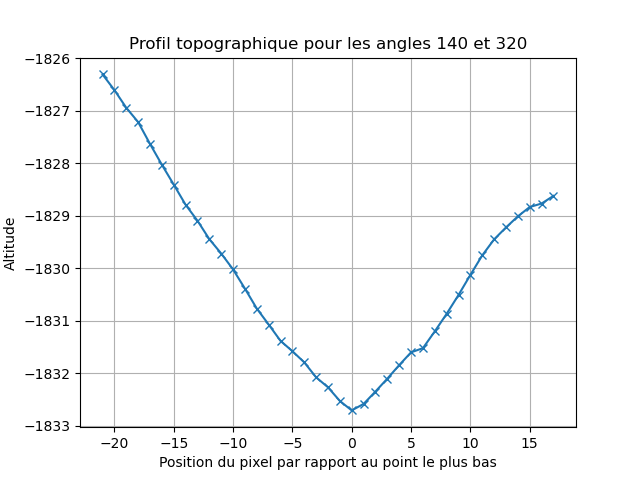 Profil topographique pour les angles 140 et 320
−1826
−1827
−1828
−1829
−1830
−1831
−1832
−1833
Altitude
−20 −15 −10 −5 0 5 10 15
Position du pixel par rapport au point le plus bas